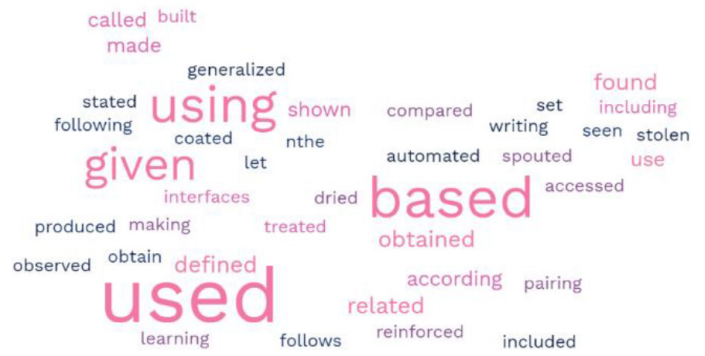 called built
made
generalized
found
stated using shown compared set including
following writing seen stolen
coated nthe
given let automated spouted use
interfaces dried based accessed
produced making treated obtained
observed obtain defined
used according pairing
related
learning follows reinforced included